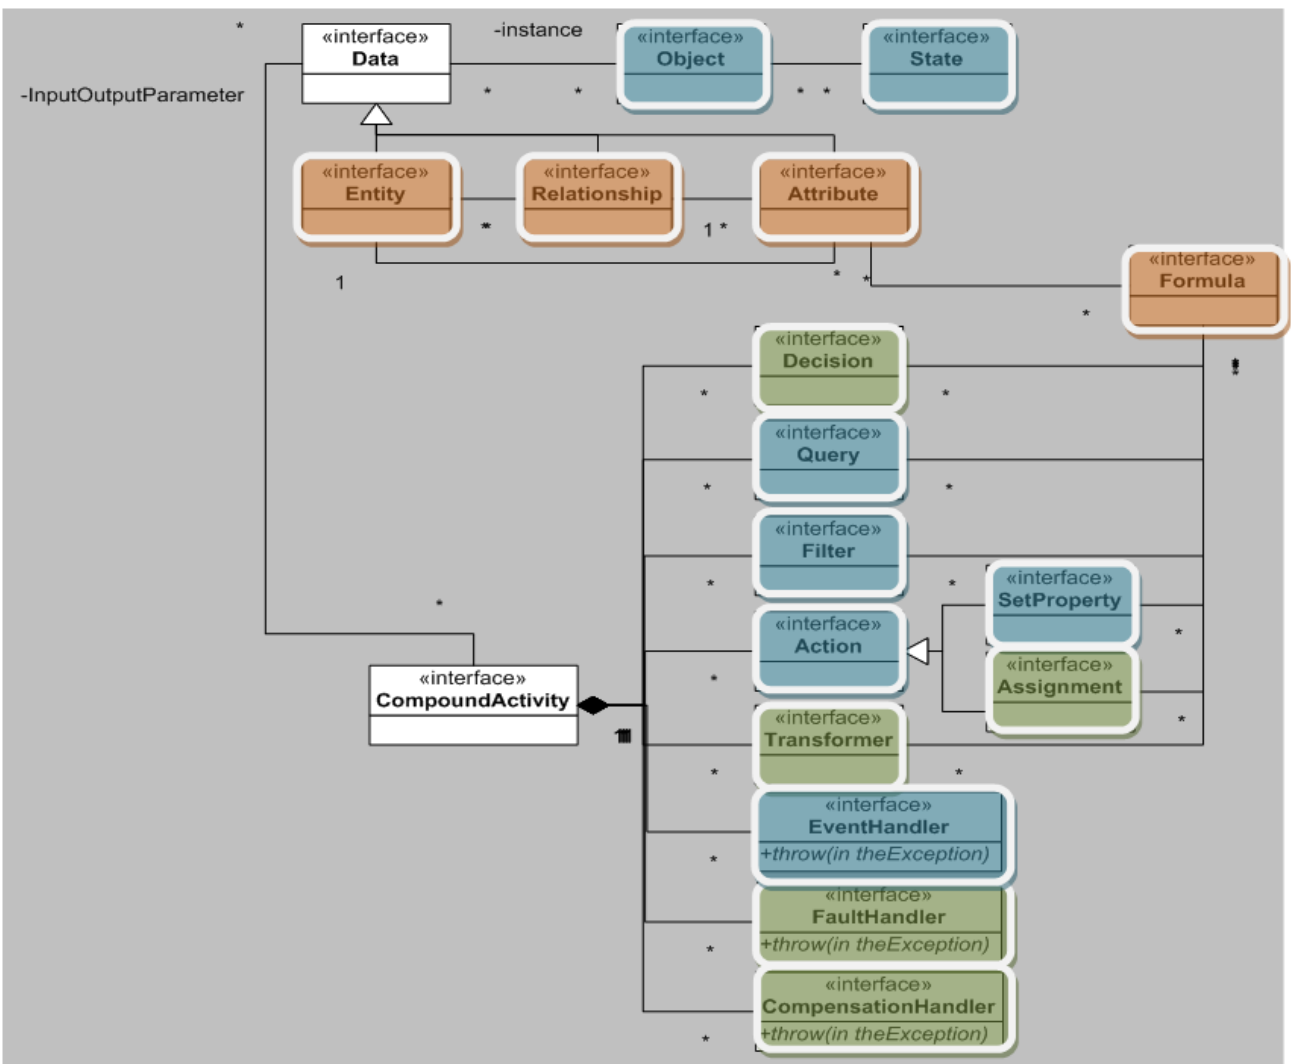 *
«interface»
Data
-instance
«interface»
Object
«interface»
State
-InputOutputParameter
*
*
*
*
«interface»
Entity
«interface»
Relationship
«interface»
Attribute
*
1
*
1
*
*
«interface»
Formula
*
«interface»
Decision
*
*
«interface»
Query
*
*
«interface»
Filter
*
*
«interface»
SetProperty
*
«interface»
Action
*
«interface»
Assignment
*
*
«interface»
CompoundActivity
«interface»
Transformer
*
*
«interface»
EventHandler
+throw(in theException)
*
«interface»
FaultHandler
+throw(in theException)
*
«interface»
CompensationHandler
+throw(in theException)
*